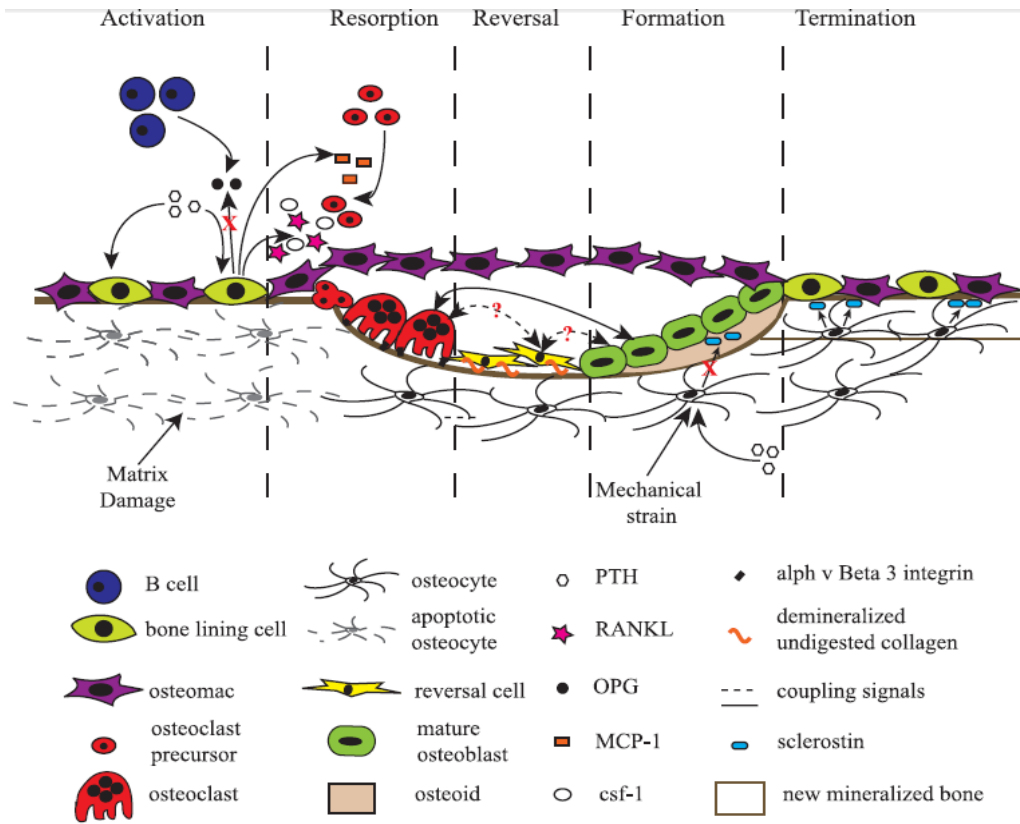 Activation
Resorption
Reversal
Formation
Termination
X
?
?
X
Matrix
Damage
Mechanical
strain
B cell
osteocyte
PTH
alph v Beta 3 integrin
bone lining cell
apoptotic
osteocyte
RANKL
demineralized
undigested collagen
osteomac
reversal cell
OPG
coupling signals
osteoclast
precursor
mature
osteoblast
MCP-1
sclerostin
osteoclast
osteoid
csf-1
new mineralized bone